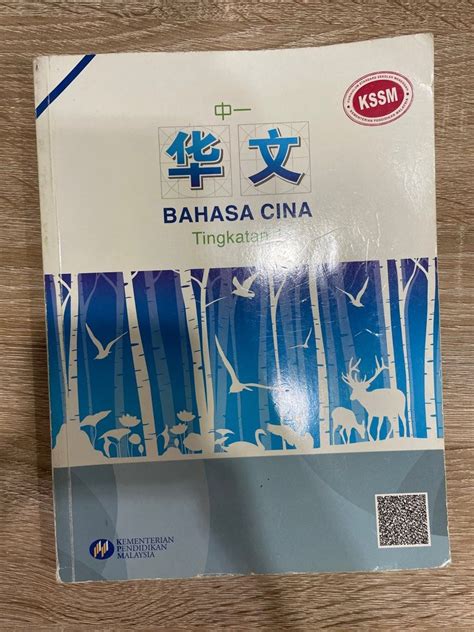 中一
华文
BAHASA CINA
Tingkatan
KSSM
KEMENTERIAN
PENDIDIKAN
MALAYSIA